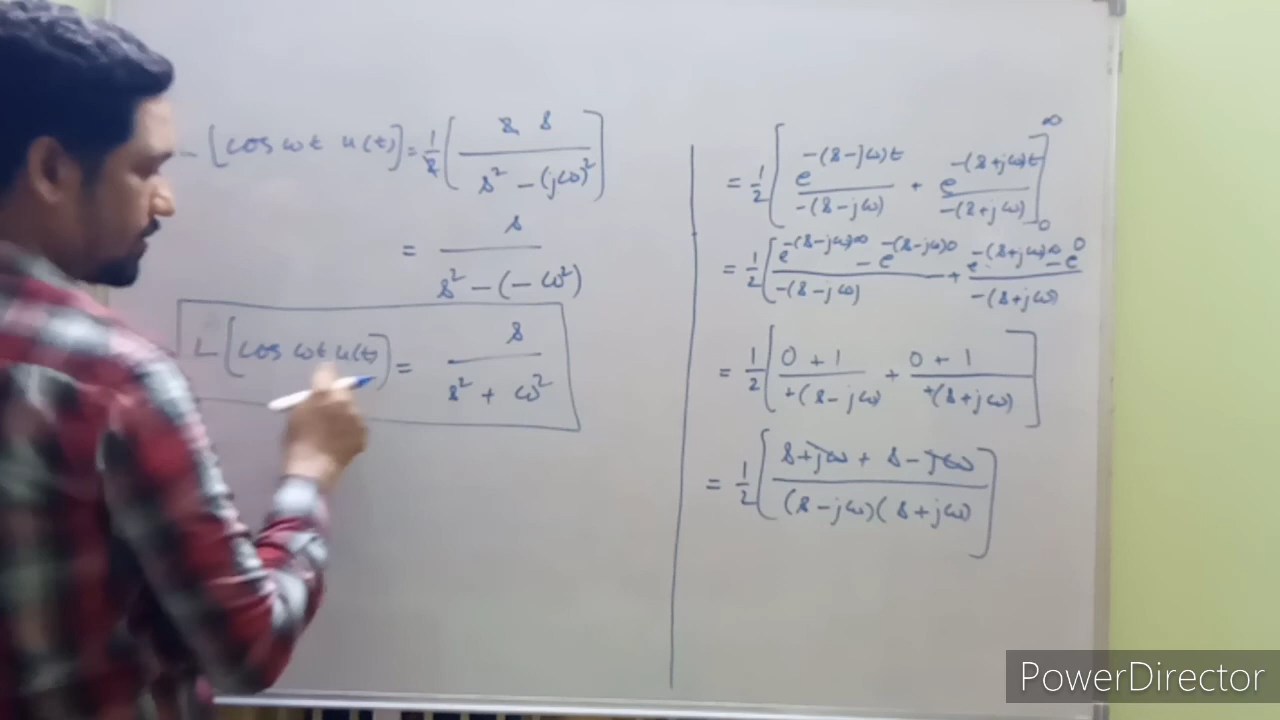 L[cos ωt u(t)] = 1/2 [ 2 s / s² - (jω)² ]
= s / s² - (-ω²)
L[cos ωt u(t)] = s / s² + ω²
= 1/2 [ e^-(s-jω)t / -(s-jω) + e^-(s+jω)t / -(s+jω) ]₀^∞
= 1/2 [ e^-(s-jω)∞ - e^-(s-jω)0 / -(s-jω) + e^-(s+jω)∞ - e^0 / -(s+jω)
= 1/2 [ 0 + 1 / +(s-jω) + 0 + 1 / +(s+jω) ]
= 1/2 [ s+jω + s-jω / (s-jω)(s+jω) ]
PowerDirector